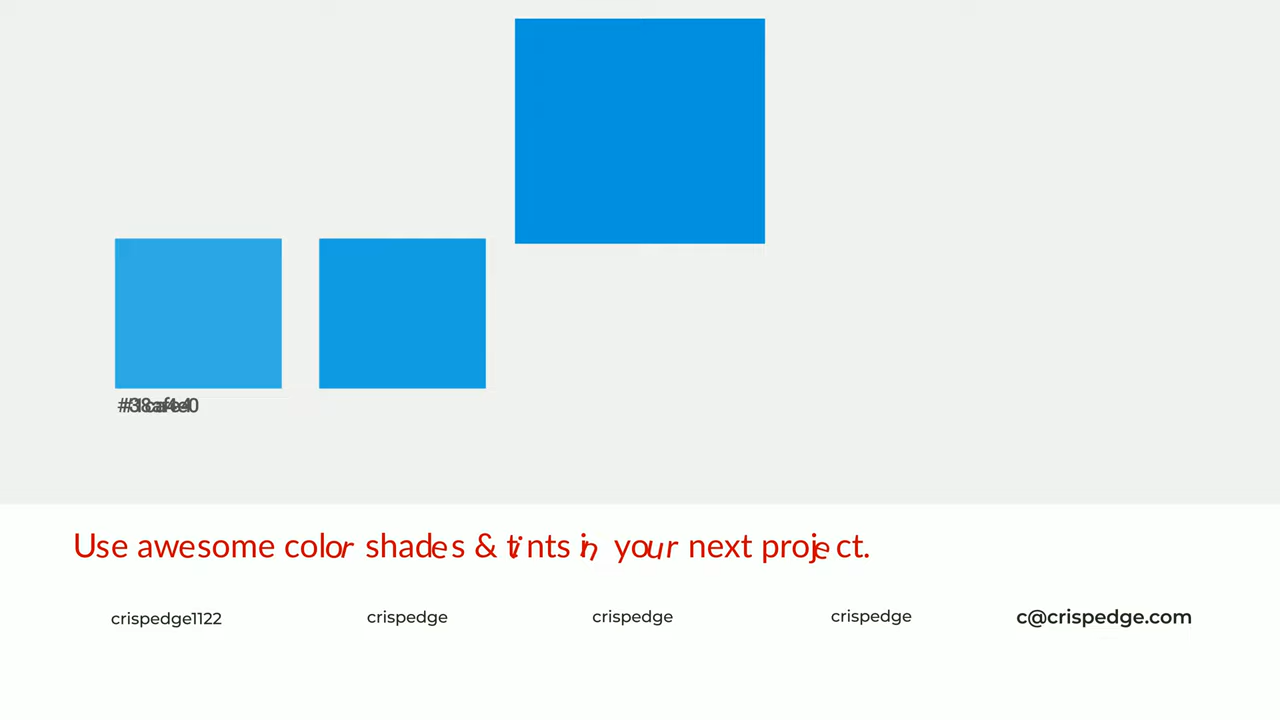 Use awesome color shades & tints in your next project.
crispedge1122 crispedge crispedge crispedge c@crispedge.com